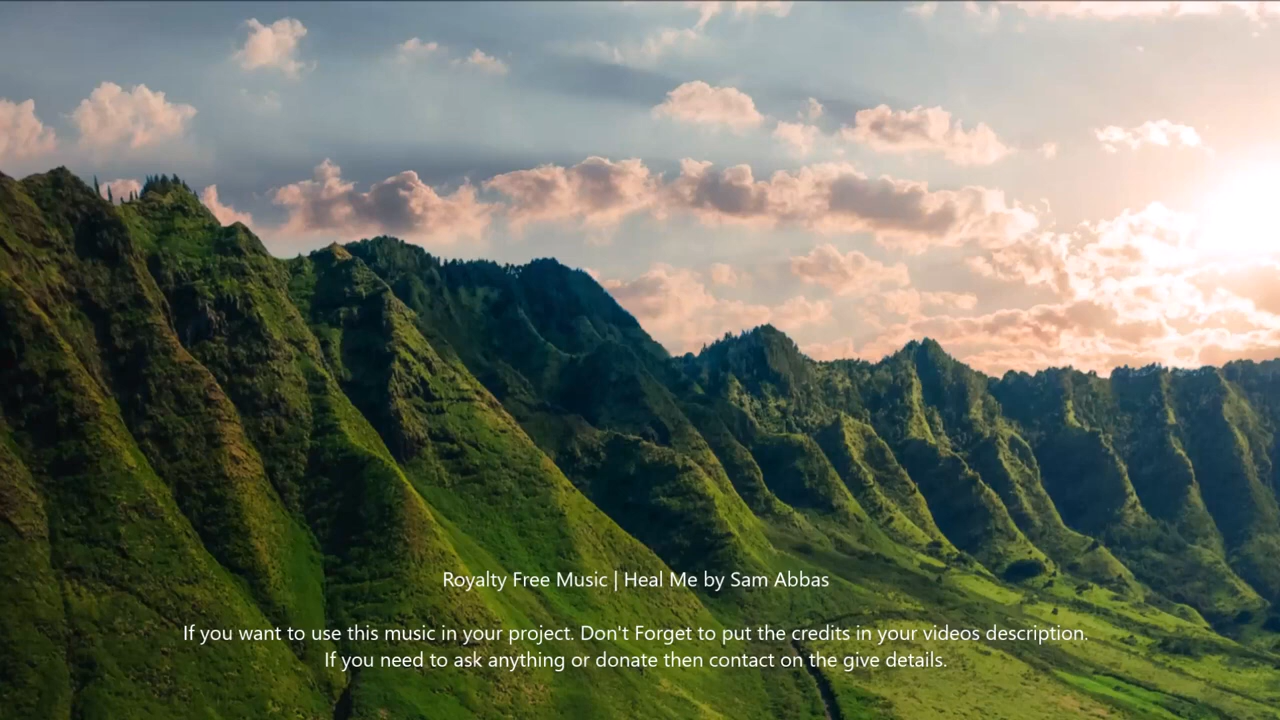 Royalty Free Music | Heal Me by Sam Abbas
If you want to use this music in your project. Don't Forget to put the credits in your videos description.
If you need to ask anything or donate then contact on the give details.